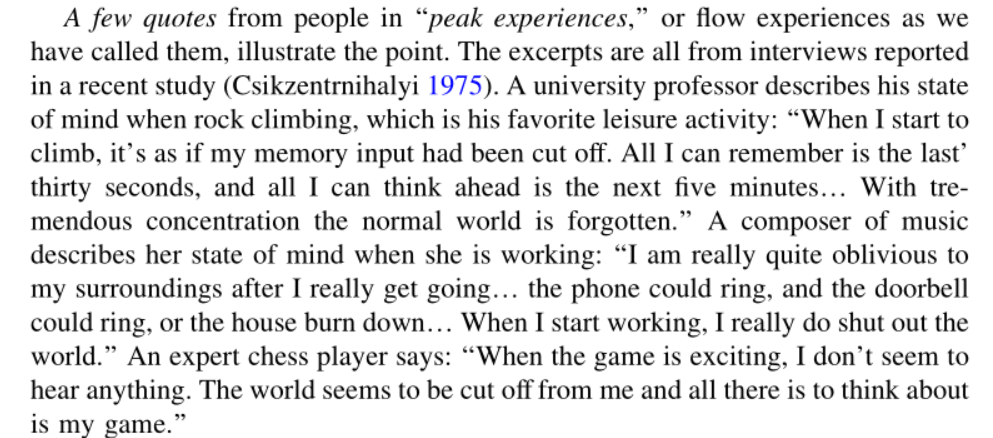 A few quotes from people in “peak experiences,” or flow experiences as we
have called them, illustrate the point. The excerpts are all from interviews reported
in a recent study (Csikzentrnihalyi 1975). A university professor describes his state
of mind when rock climbing, which is his favorite leisure activity: “When I start to
climb, it’s as if my memory input had been cut off. All I can remember is the last’
thirty seconds, and all I can think ahead is the next five minutes… With tre-
mendous concentration the normal world is forgotten.” A composer of music
describes her state of mind when she is working: “I am really quite oblivious to
my surroundings after I really get going… the phone could ring, and the doorbell
could ring, or the house burn down… When I start working, I really do shut out the
world.” An expert chess player says: “When the game is exciting, I don’t seem to
hear anything. The world seems to be cut off from me and all there is to think about
is my game.”